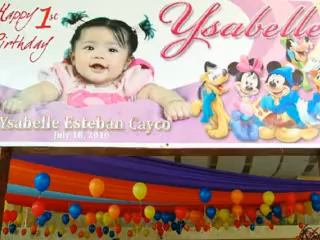 Happy 1st
Birthday
Ysabelle
Ysabelle Esteban Cayco
July 18, 2010